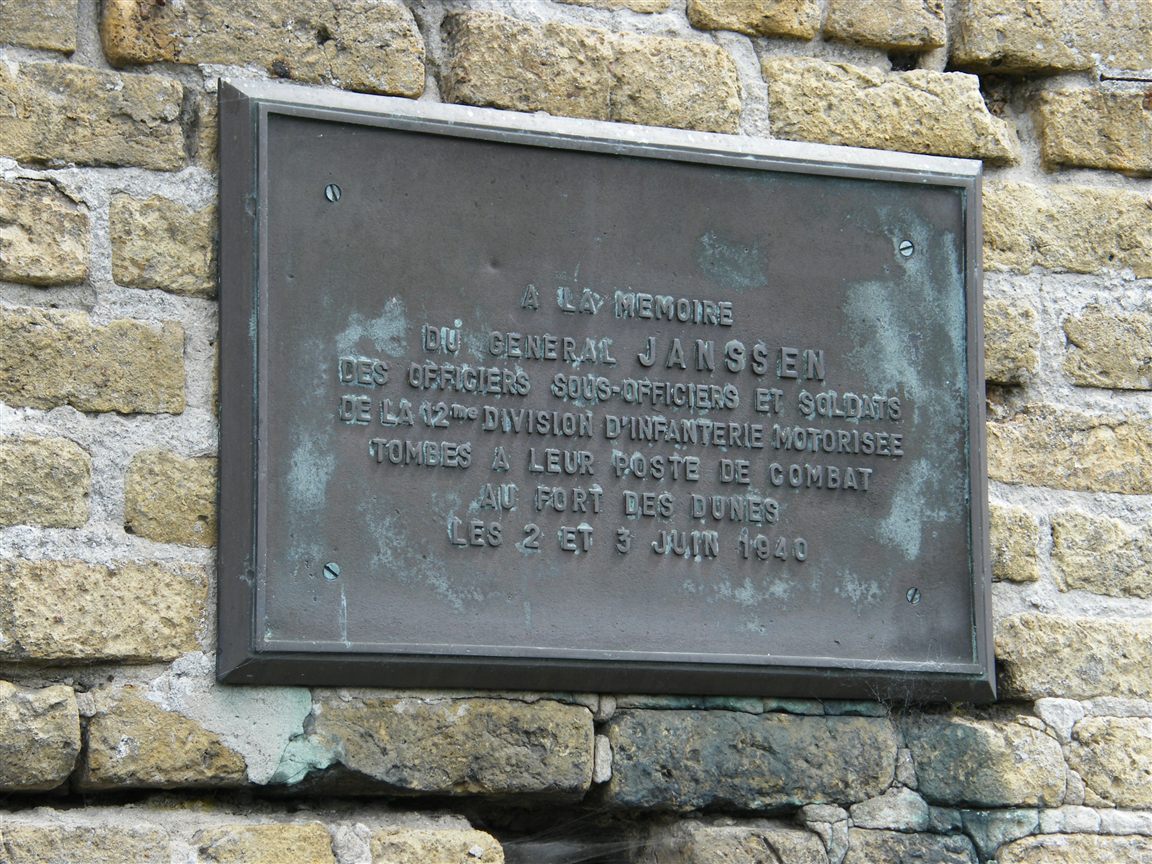 A LA MEMOIRE
DU GENERAL JANSSEN
DES OFFICIERS SOUS-OFFICIERS ET SOLDATS
DE LA 12me DIVISION D'INFANTERIE MOTORISEE
TOMBES A LEUR POSTE DE COMBAT
AU FORT DES DUNES
LES 2 ET 3 JUIN 1940